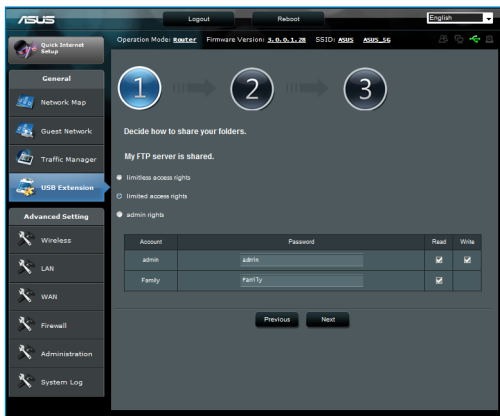 ASUS
Logout
Reboot
English
Operation Mode: Router Firmware Version: 3.0.0.1.28 SSID: ASUS ASUS_5G
Quick Internet
Setup
General
Network Map
Guest Network
Traffic Manager
USB Extension
Advanced Setting
Wireless
LAN
WAN
Firewall
Administration
System Log
1
2
3
Decide how to share your folders.
My FTP server is shared.
limitless access rights
limited access rights
admin rights
Account Password Read Write
admin admin
Family Family
Previous Next